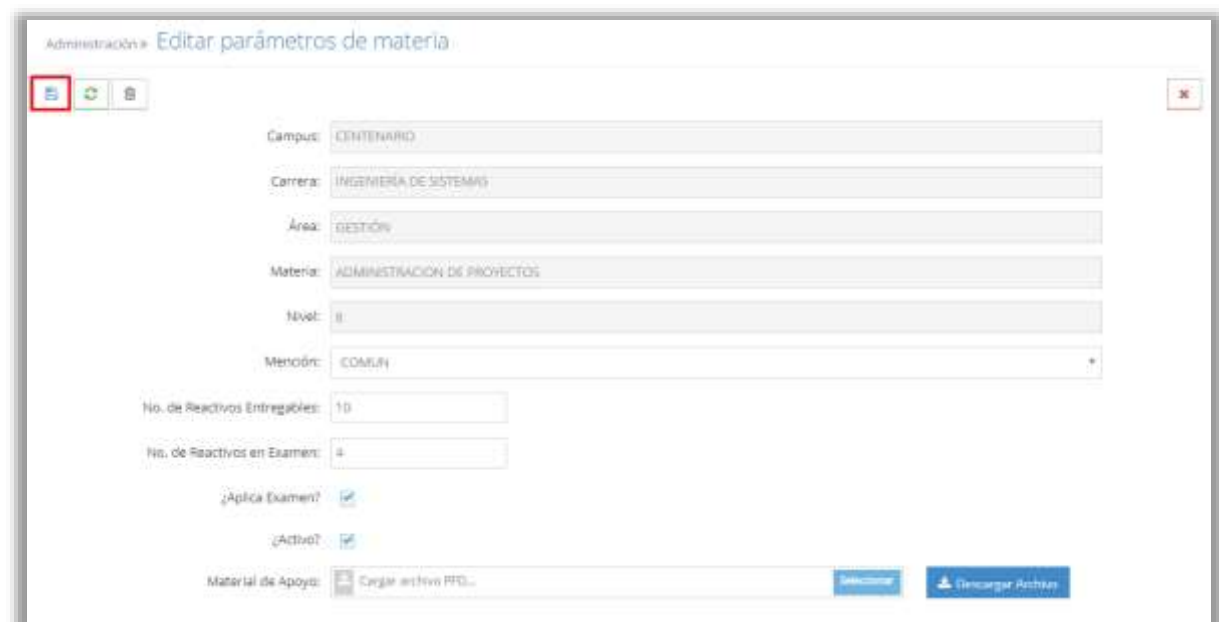 Administración» Editar parámetros de materia
Campus: CENTENARIO
Carrera: INGENIERÍA DE SISTEMAS
Área: GESTIÓN
Materia: ADMINISTRACION DE PROYECTOS
Nivel: 8
Mención: COMUN
No. de Reactivos Entregables: 10
No. de Reactivos en Examen: 4
¿Aplica Examen?
¿Activo?
Material de Apoyo: Cargar archivo PFD... Seleccionar Descargar Archivo